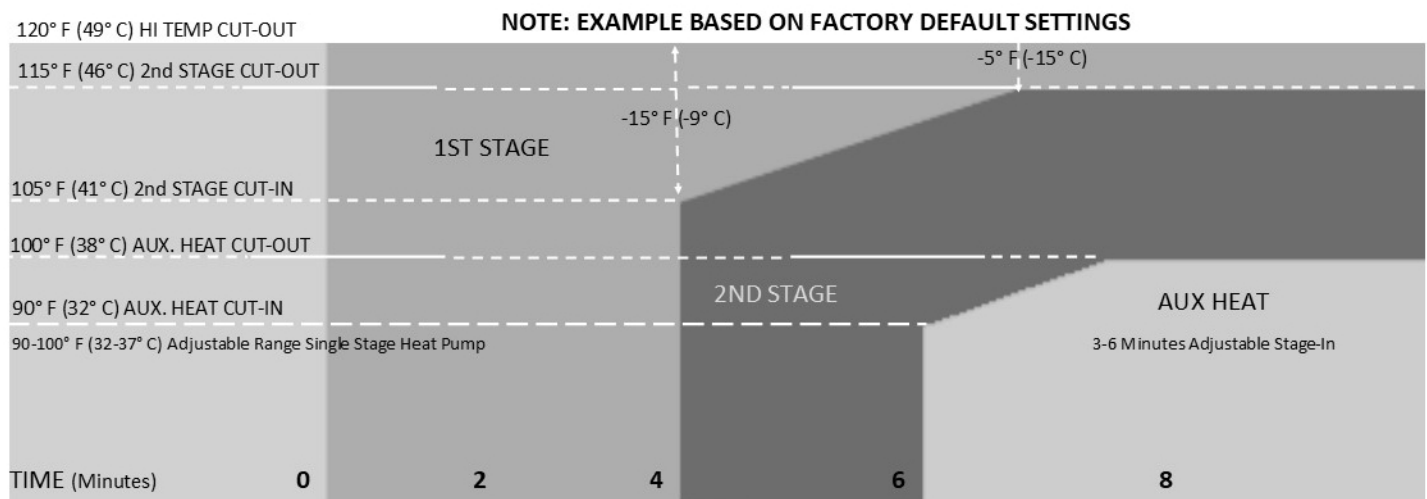 NOTE: EXAMPLE BASED ON FACTORY DEFAULT SETTINGS
120° F (49° C) HI TEMP CUT-OUT
-5° F (-15° C)
115° F (46° C) 2nd STAGE CUT-OUT
-15° F (-9° C)
1ST STAGE
105° F (41° C) 2nd STAGE CUT-IN
100° F (38° C) AUX. HEAT CUT-OUT
2ND STAGE
AUX HEAT
90° F (32° C) AUX. HEAT CUT-IN
90-100° F (32-37° C) Adjustable Range Single Stage Heat Pump
3-6 Minutes Adjustable Stage-In
TIME (Minutes) 0 2 4 6 8